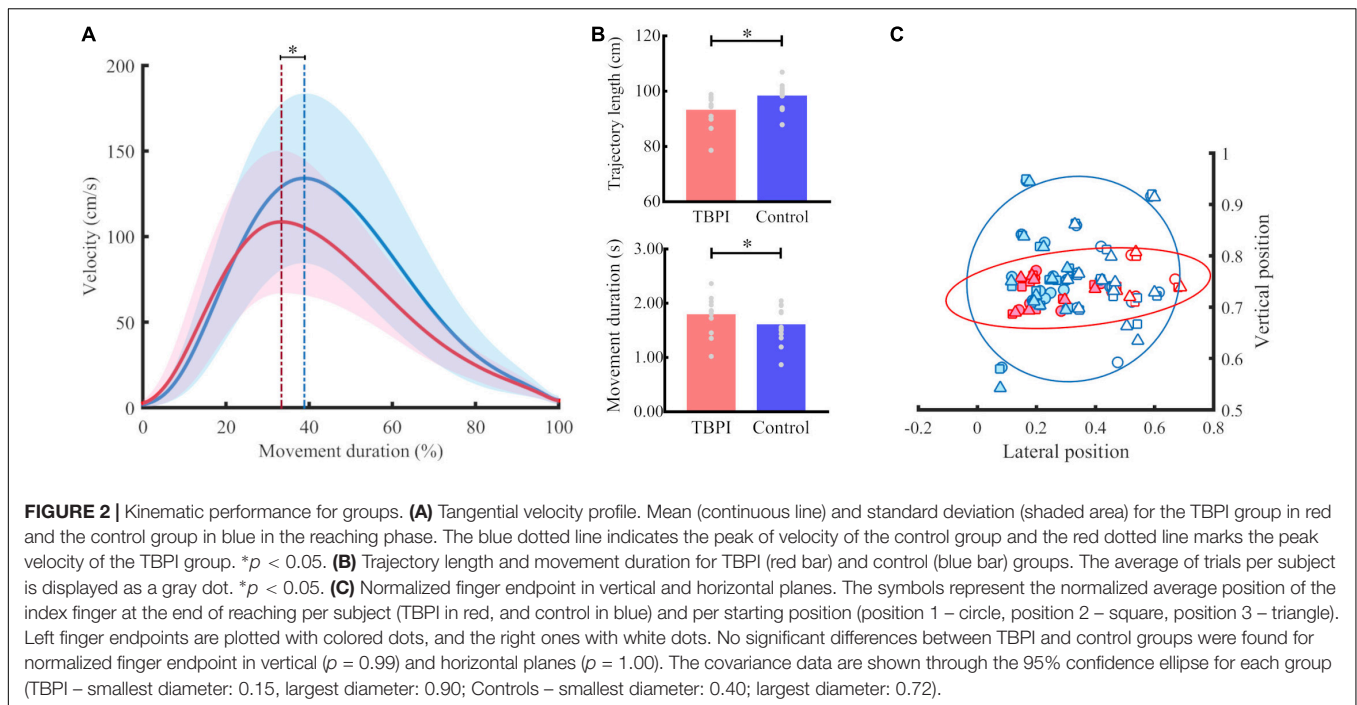 A
*
200
150
100
50
0
Velocity (cm/s)
0 20 40 60 80 100
Movement duration (%)
B
*
120
100
80
60
Trajectory length (cm)
TBPI Control
*
3.00
2.00
1.00
0.00
Movement duration (s)
TBPI Control
C
1
0.9
0.8
0.7
0.6
0.5
Vertical position
-0.2 0 0.2 0.4 0.6 0.8
Lateral position
FIGURE 2 | Kinematic performance for groups. (A) Tangential velocity profile. Mean (continuous line) and standard deviation (shaded area) for the TBPI group in red
and the control group in blue in the reaching phase. The blue dotted line indicates the peak of velocity of the control group and the red dotted line marks the peak
velocity of the TBPI group. *p < 0.05. (B) Trajectory length and movement duration for TBPI (red bar) and control (blue bar) groups. The average of trials per subject
is displayed as a gray dot. *p < 0.05. (C) Normalized finger endpoint in vertical and horizontal planes. The symbols represent the normalized average position of the
index finger at the end of reaching per subject (TBPI in red, and control in blue) and per starting position (position 1 – circle, position 2 – square, position 3 – triangle).
Left finger endpoints are plotted with colored dots, and the right ones with white dots. No significant differences between TBPI and control groups were found for
normalized finger endpoint in vertical (p = 0.99) and horizontal planes (p = 1.00). The covariance data are shown through the 95% confidence ellipse for each group
(TBPI – smallest diameter: 0.15, largest diameter: 0.90; Controls – smallest diameter: 0.40; largest diameter: 0.72).